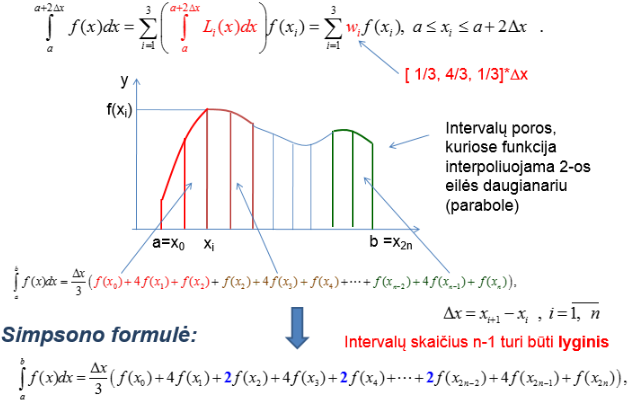 ∫_a^{a+2Δx} f(x)dx = ∑_{i=1}^{3} ( ∫_a^{a+2Δx} L_i(x)dx ) f(x_i) = ∑_{i=1}^{3} w_i f(x_i), a ≤ x_i ≤ a+2Δx .
[ 1/3, 4/3, 1/3]*Δx
y
f(x_i)
Intervalų poros,
kuriose funkcija
interpoliuojama 2-os
eilės daugianariu
(parabole)
a=x_0 x_i b =x_{2n}
∫_a^b f(x)dx = Δx/3 ( f(x_0)+4f(x_1)+f(x_2)+f(x_2)+4f(x_3)+f(x_4)+⋯+f(x_{n−2})+4f(x_{n−1})+f(x_n) ),
Δx = x_{i+1} − x_i , i = \overline{1, n}
Simpsono formulė:
Intervalų skaičius n-1 turi būti lyginis
∫_a^b f(x)dx = Δx/3 ( f(x_0)+4f(x_1)+2f(x_2)+4f(x_3)+2f(x_4)+⋯+2f(x_{2n−2})+4f(x_{2n−1})+f(x_{2n}) ),